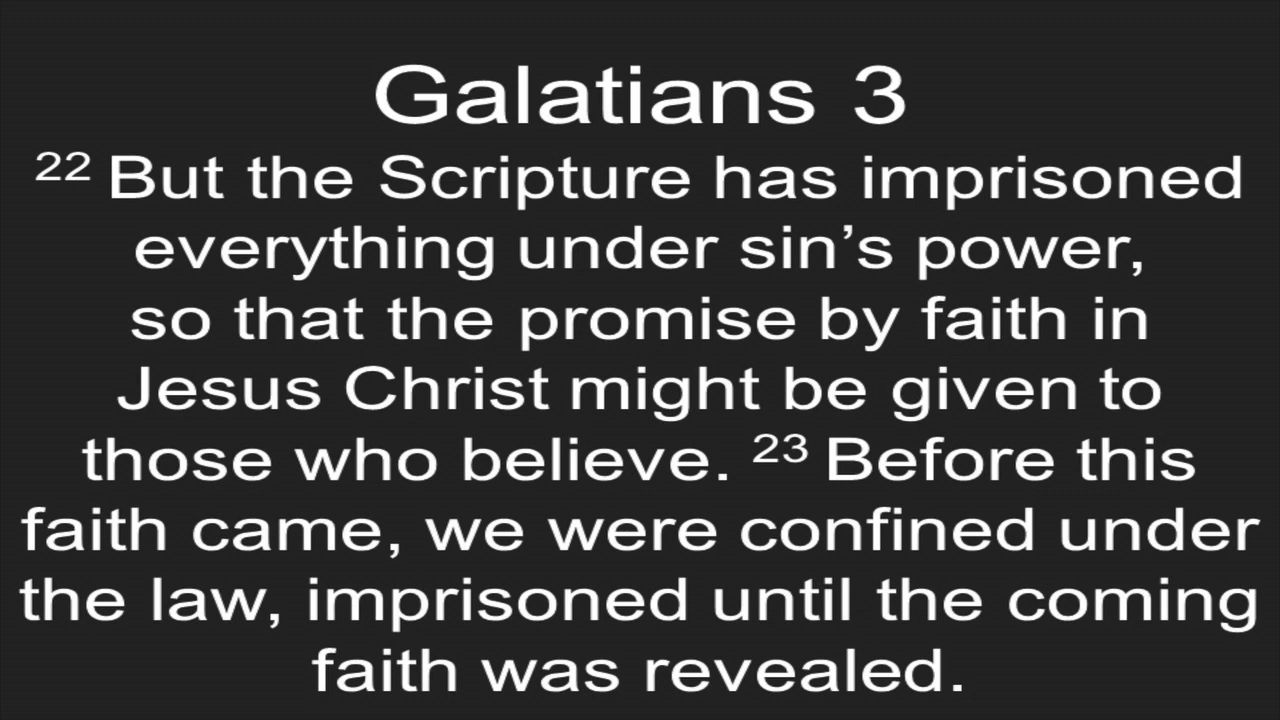 Galatians 3
22 But the Scripture has imprisoned
everything under sin’s power,
so that the promise by faith in
Jesus Christ might be given to
those who believe. 23 Before this
faith came, we were confined under
the law, imprisoned until the coming
faith was revealed.